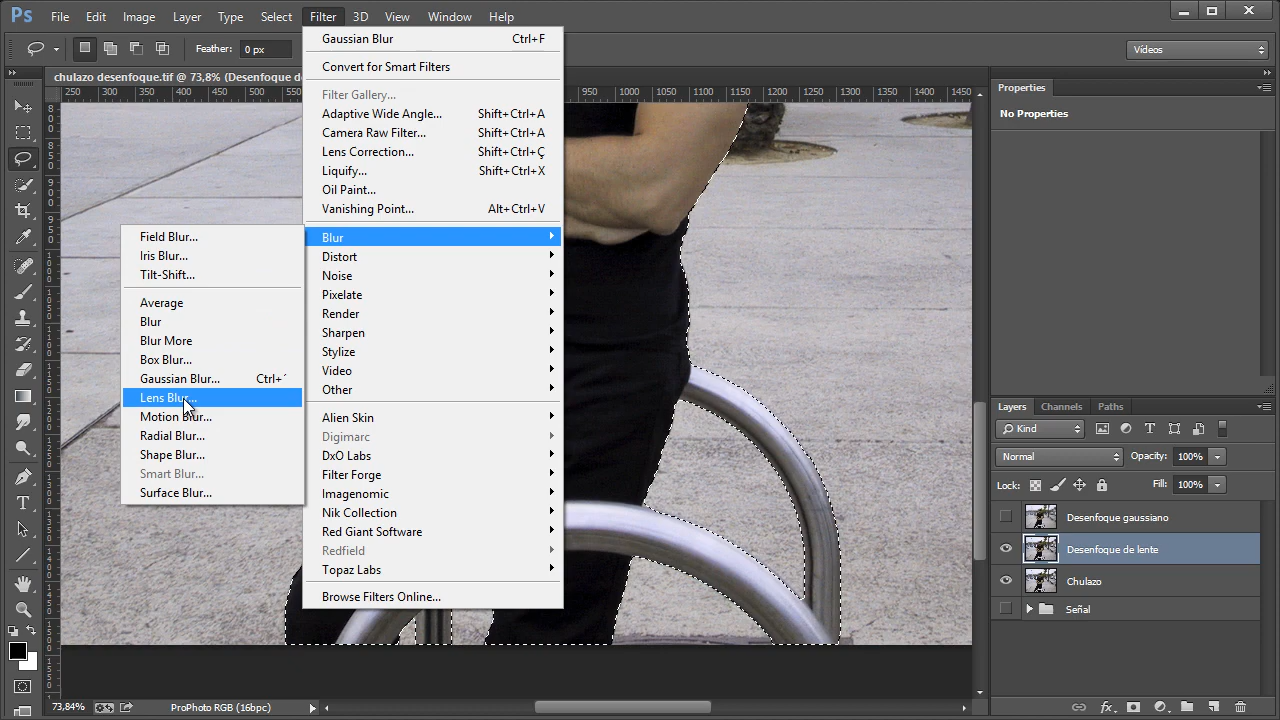 Ps File Edit Image Layer Type Select Filter 3D View Window Help
Feather: 0 px
Vídeos
chulazo desenfoque.tif @ 73,8% (Desenfoque d
250 300 350 400 450 500 550
950 1000 1050 1100 1150 1200 1250 1300 1350 1400 1450
Gaussian Blur Ctrl+F
Convert for Smart Filters
Filter Gallery...
Adaptive Wide Angle... Shift+Ctrl+A
Camera Raw Filter... Shift+Ctrl+A
Lens Correction... Shift+Ctrl+Ç
Liquify... Shift+Ctrl+X
Oil Paint...
Vanishing Point... Alt+Ctrl+V
Blur
Distort
Noise
Pixelate
Render
Sharpen
Stylize
Video
Other
Alien Skin
Digimarc
DxO Labs
Filter Forge
Imagenomic
Nik Collection
Red Giant Software
Redfield
Topaz Labs
Browse Filters Online...
Field Blur...
Iris Blur...
Tilt-Shift...
Average
Blur
Blur More
Box Blur...
Gaussian Blur... Ctrl+´
Lens Blur...
Motion Blur...
Radial Blur...
Shape Blur...
Smart Blur...
Surface Blur...
Properties
No Properties
Layers Channels Paths
Kind
Normal Opacity: 100%
Lock: Fill: 100%
Desenfoque gaussiano
Desenfoque de lente
Chulazo
Señal
73,84% ProPhoto RGB (16bpc)
fx